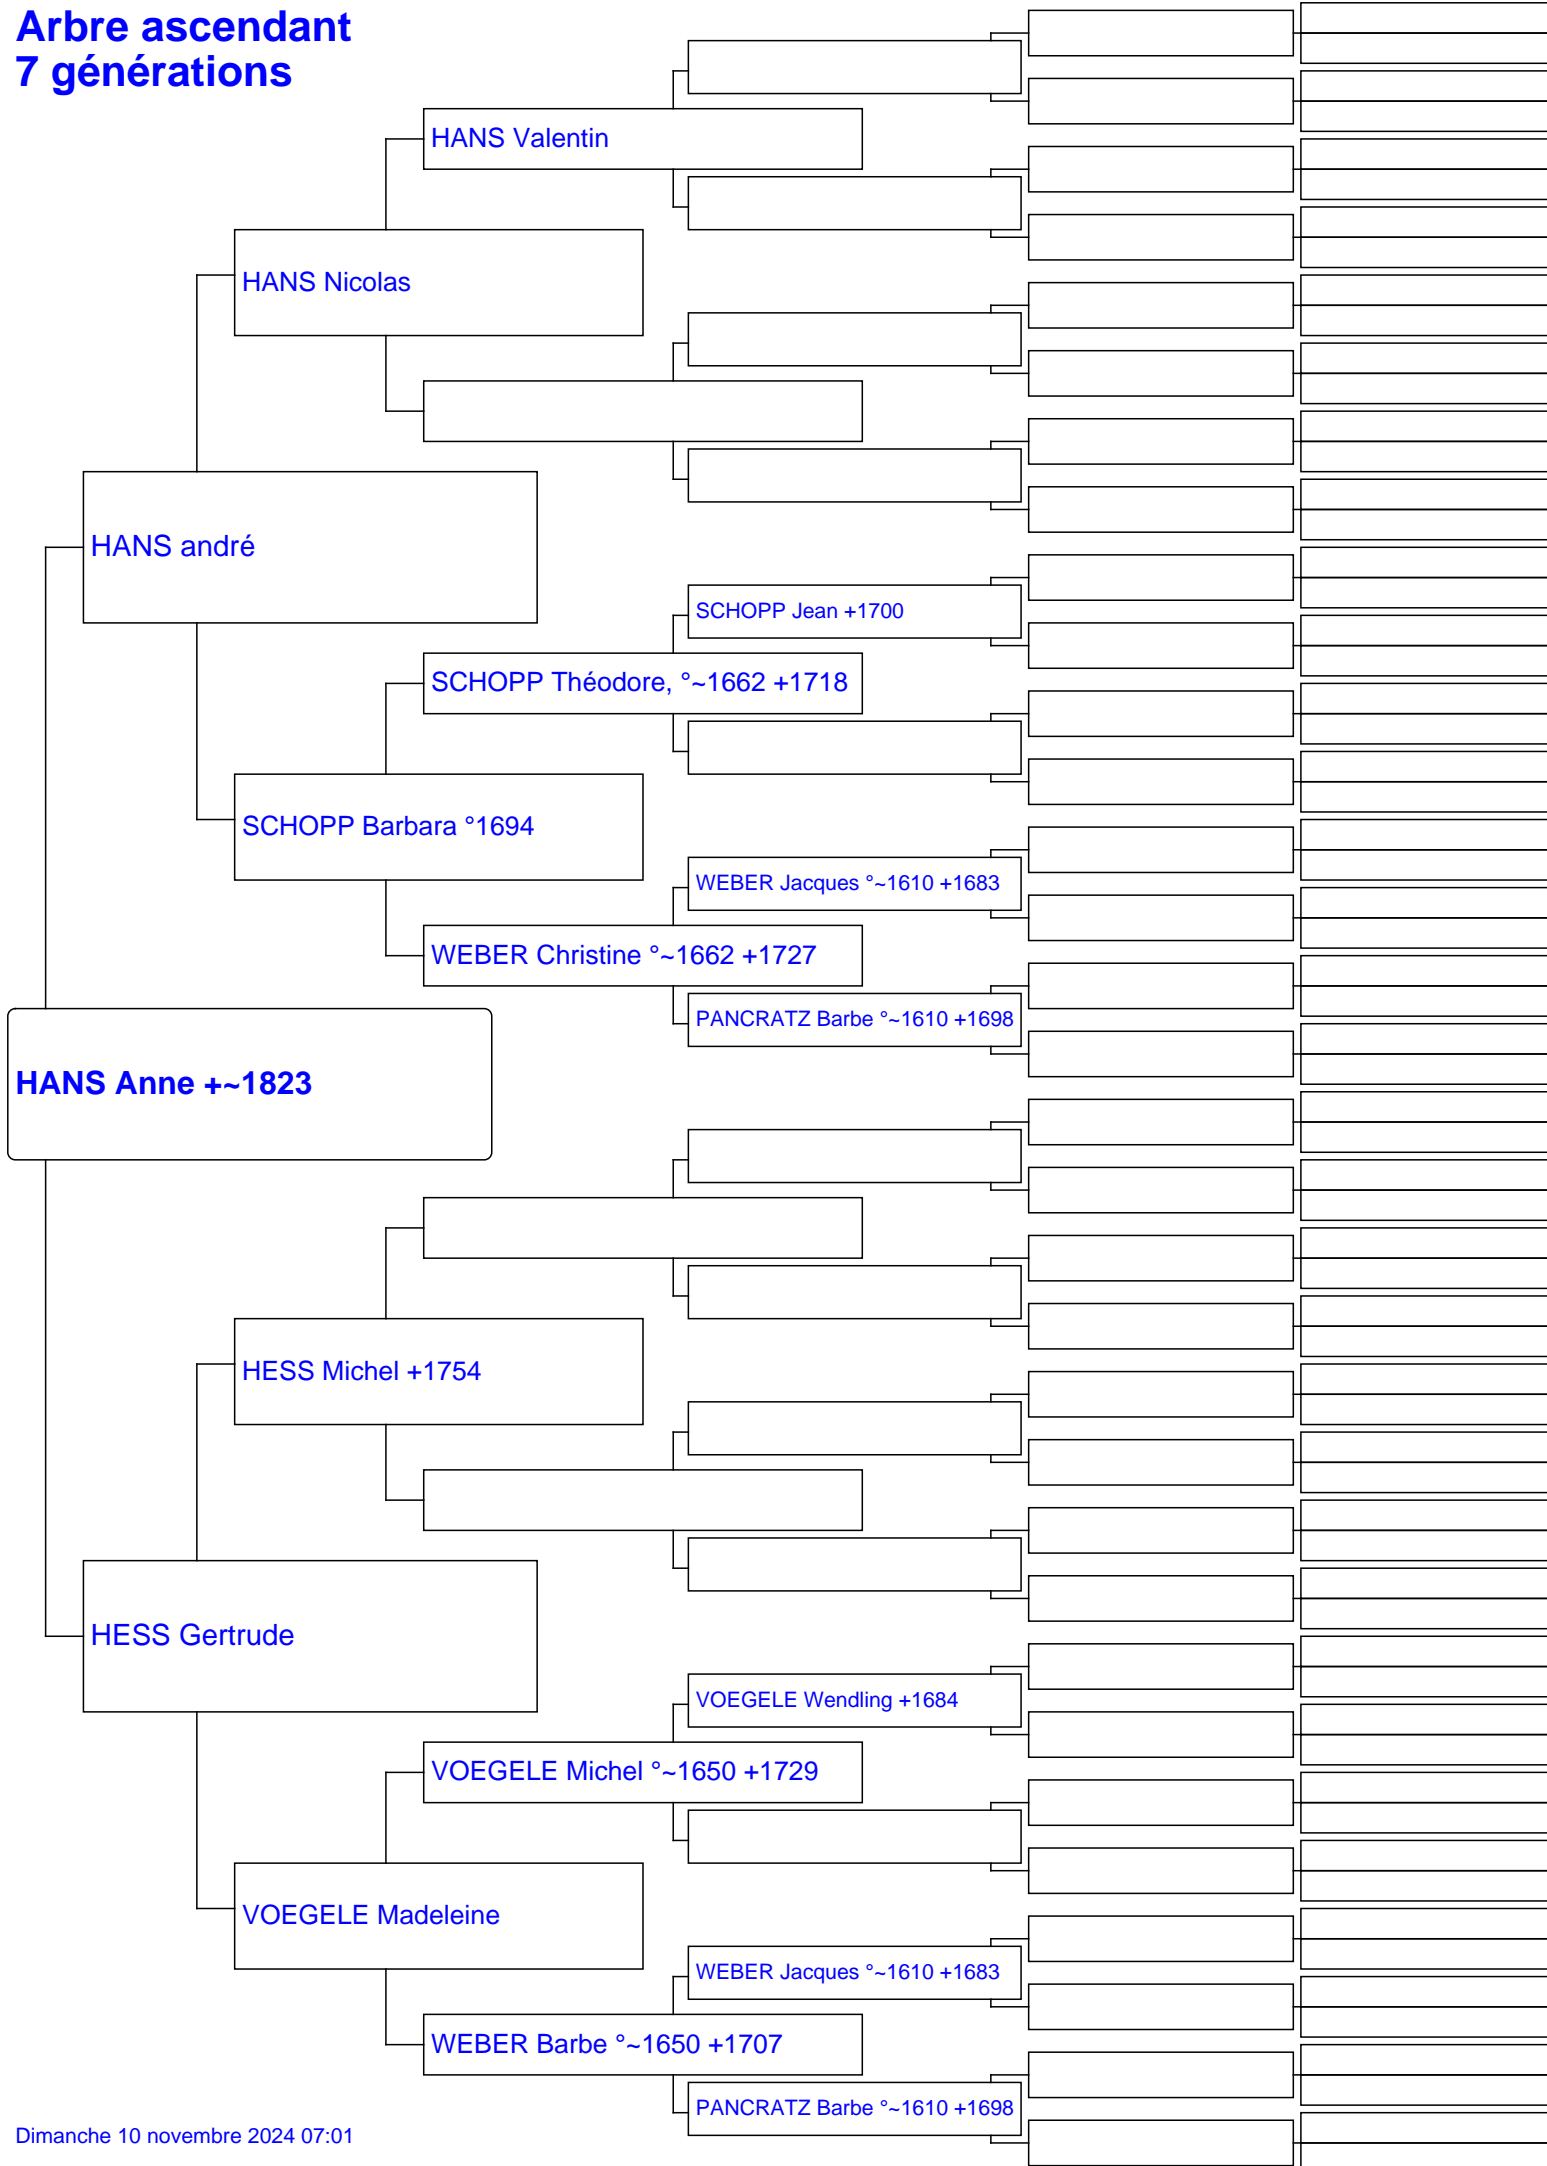 Arbre ascendant
7 générations
HANS Valentin
HANS Nicolas
HANS andré
SCHOPP Jean +1700
SCHOPP Théodore, °~1662 +1718
SCHOPP Barbara °1694
WEBER Jacques °~1610 +1683
WEBER Christine °~1662 +1727
PANCRATZ Barbe °~1610 +1698
HANS Anne +~1823
HESS Michel +1754
HESS Gertrude
VOEGELE Wendling +1684
VOEGELE Michel °~1650 +1729
VOEGELE Madeleine
WEBER Jacques °~1610 +1683
WEBER Barbe °~1650 +1707
PANCRATZ Barbe °~1610 +1698
Dimanche 10 novembre 2024 07:01